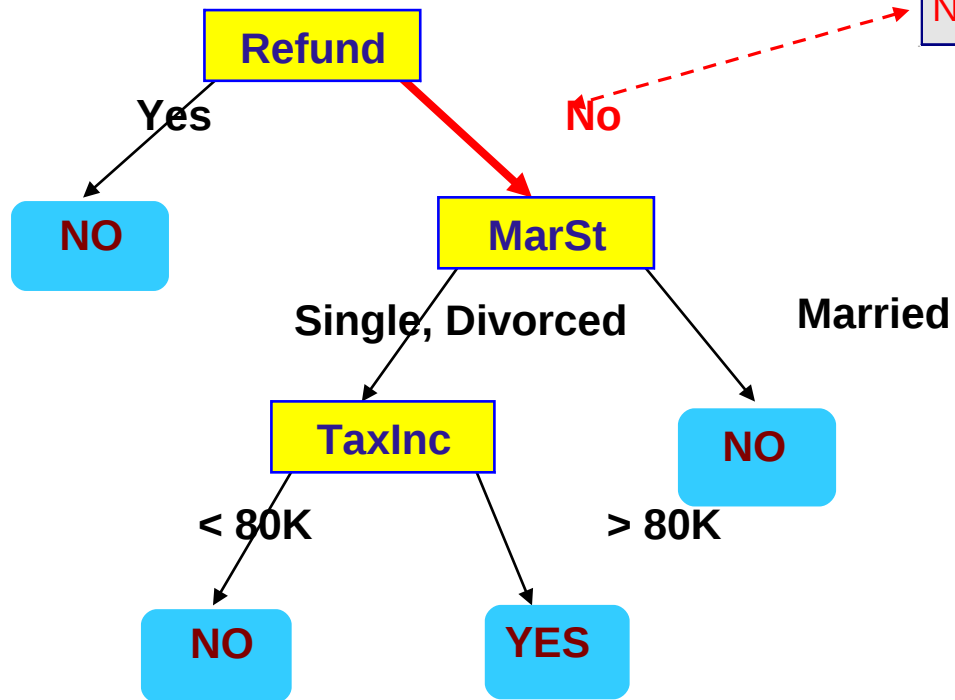 Refund
Yes
No
NO
MarSt
Single, Divorced
Married
TaxInc
NO
< 80K
> 80K
NO
YES